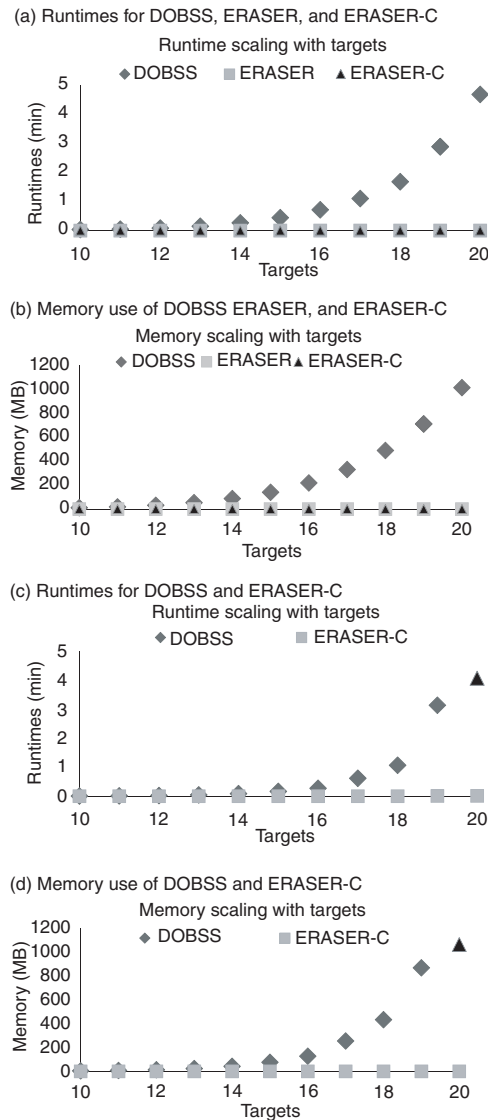 (a) Runtimes for DOBSS, ERASER, and ERASER-C
Runtime scaling with targets
DOBSS ERASER ERASER-C
5
4
3
2
1
0
Runtimes (min)
10 12 14 16 18 20
Targets
(b) Memory use of DOBSS ERASER, and ERASER-C
Memory scaling with targets
DOBSS ERASER ERASER-C
1200
1000
800
600
400
200
0
Memory (MB)
10 12 14 16 18 20
Targets
(c) Runtimes for DOBSS and ERASER-C
Runtime scaling with targets
DOBSS ERASER-C
5
4
3
2
1
0
Runtimes (min)
10 12 14 16 18 20
Targets
(d) Memory use of DOBSS and ERASER-C
Memory scaling with targets
DOBSS ERASER-C
1200
1000
800
600
400
200
0
Memory (MB)
10 12 14 16 18 20
Targets